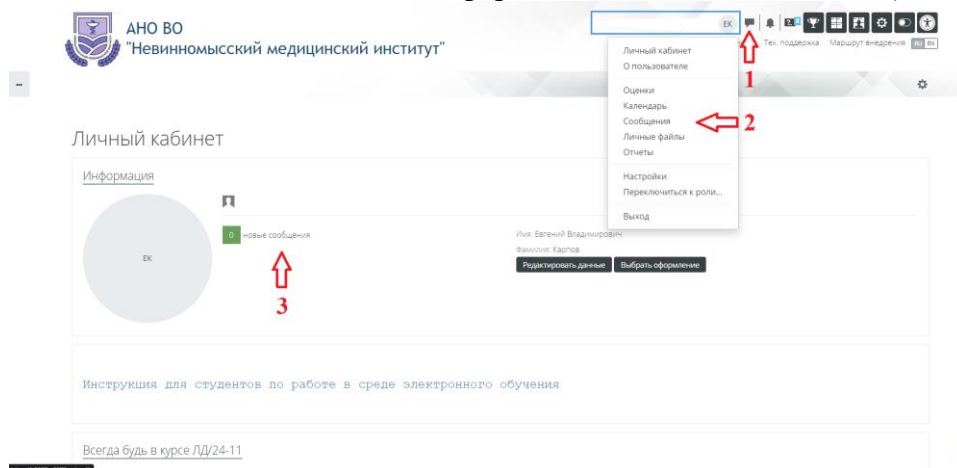 АНО ВО
"Невинномысский медицинский институт"
ЕК
Тех. поддержка Маршрут внедрения RU EN
1
Личный кабинет
О пользователе
Оценки
Календарь
Сообщения
2
Личные файлы
Отчеты
Настройки
Переключиться к роли...
Выход
Личный кабинет
Информация
ЕК
0 новые сообщения
3
Имя: Евгений Владимирович
Фамилия: Карпов
Редактировать данные Выбрать оформление
Инструкция для студентов по работе в среде электронного обучения
Всегда будь в курсе ЛД/24-11